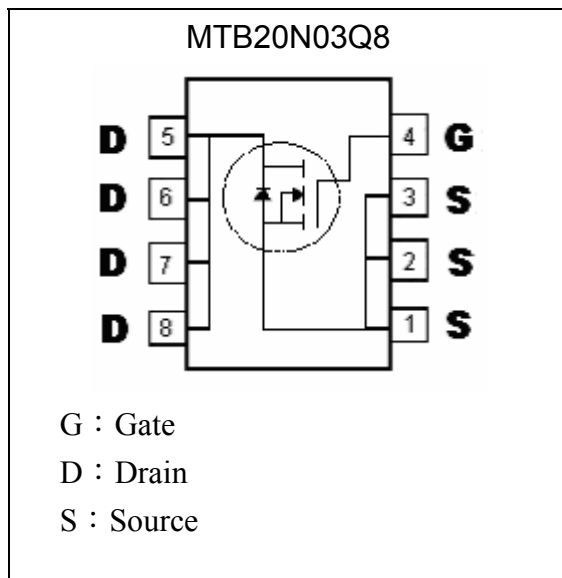 MTB20N03Q8
D 5 4 G
D 6 3 S
D 7 2 S
D 8 1 S
G：Gate
D：Drain
S：Source